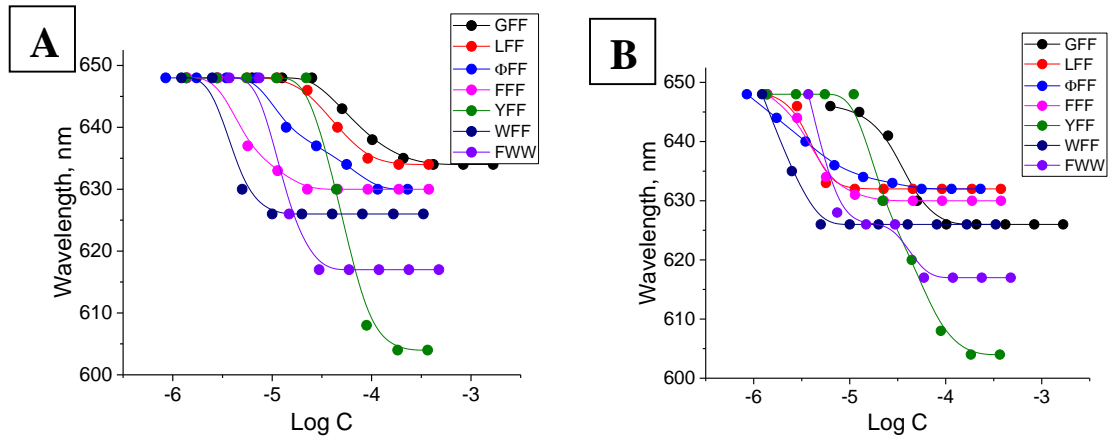 A
GFF
LFF
ΦFF
FFF
YFF
WFF
FWW
650
640
630
620
610
600
Wavelength, nm
-6 -5 -4 -3
Log C
B
GFF
LFF
ΦFF
FFF
YFF
WFF
FWW
650
640
630
620
610
600
Wavelength, nm
-6 -5 -4 -3
Log C